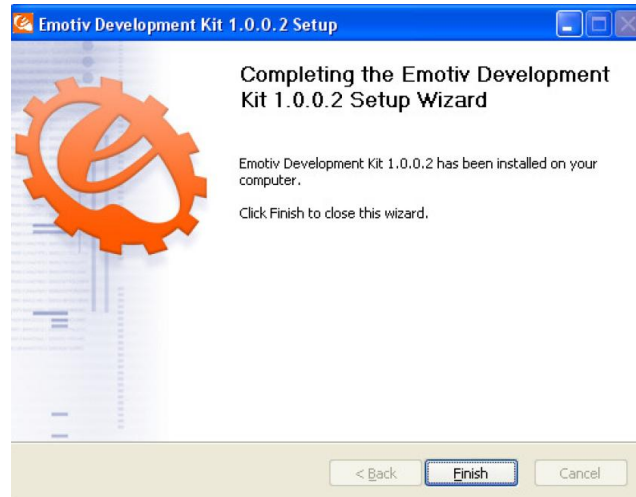 Emotiv Development Kit 1.0.0.2 Setup
Completing the Emotiv Development
Kit 1.0.0.2 Setup Wizard
Emotiv Development Kit 1.0.0.2 has been installed on your
computer.
Click Finish to close this wizard.
< Back
Finish
Cancel